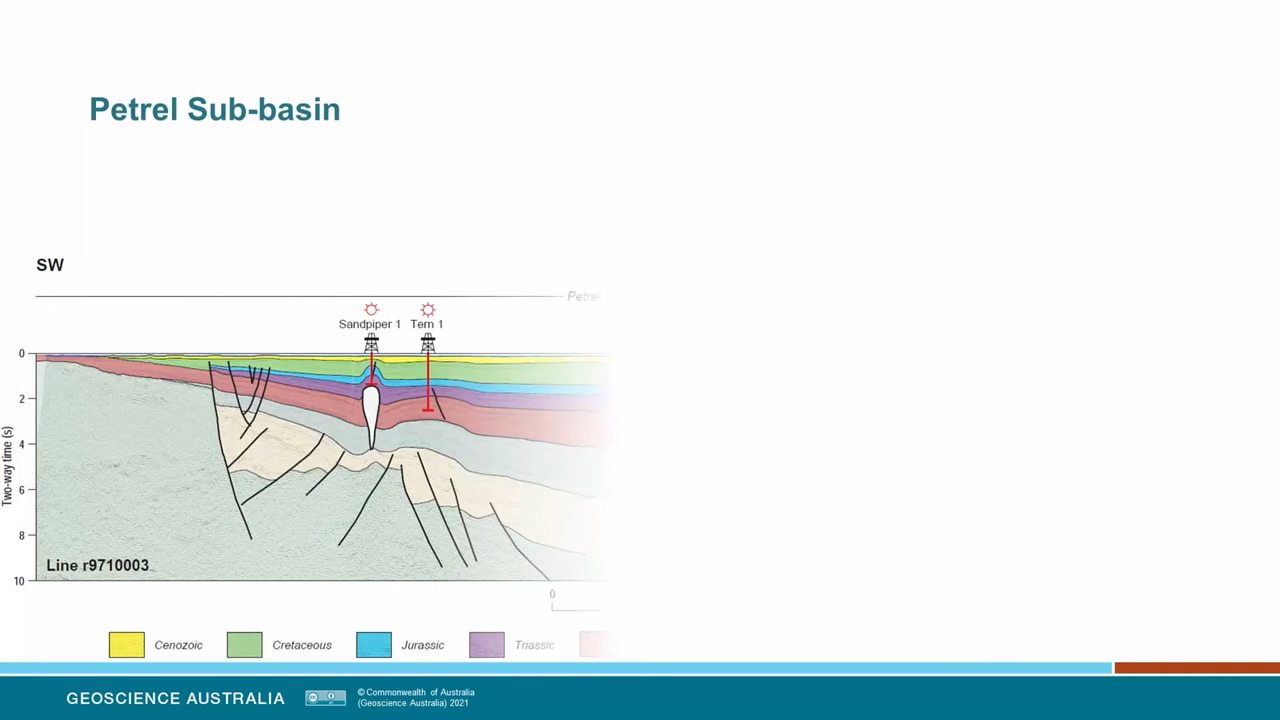 Petrel Sub-basin
SW
Petrel
Sandpiper 1 Tern 1
0
2
4
6
8
10
Two-way time (s)
Line r9710003
0
Cenozoic Cretaceous Jurassic Triassic
GEOSCIENCE AUSTRALIA
© Commonwealth of Australia
(Geoscience Australia) 2021